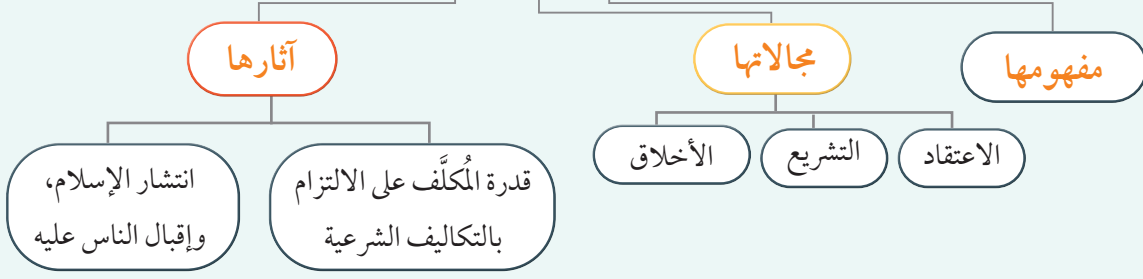 مفهومها
مجالاتها
آثارها
الاعتقاد
التشريع
الأخلاق
قدرة المُكلَّف على الالتزام
بالتكاليف الشرعية
انتشار الإسلام،
وإقبال الناس عليه